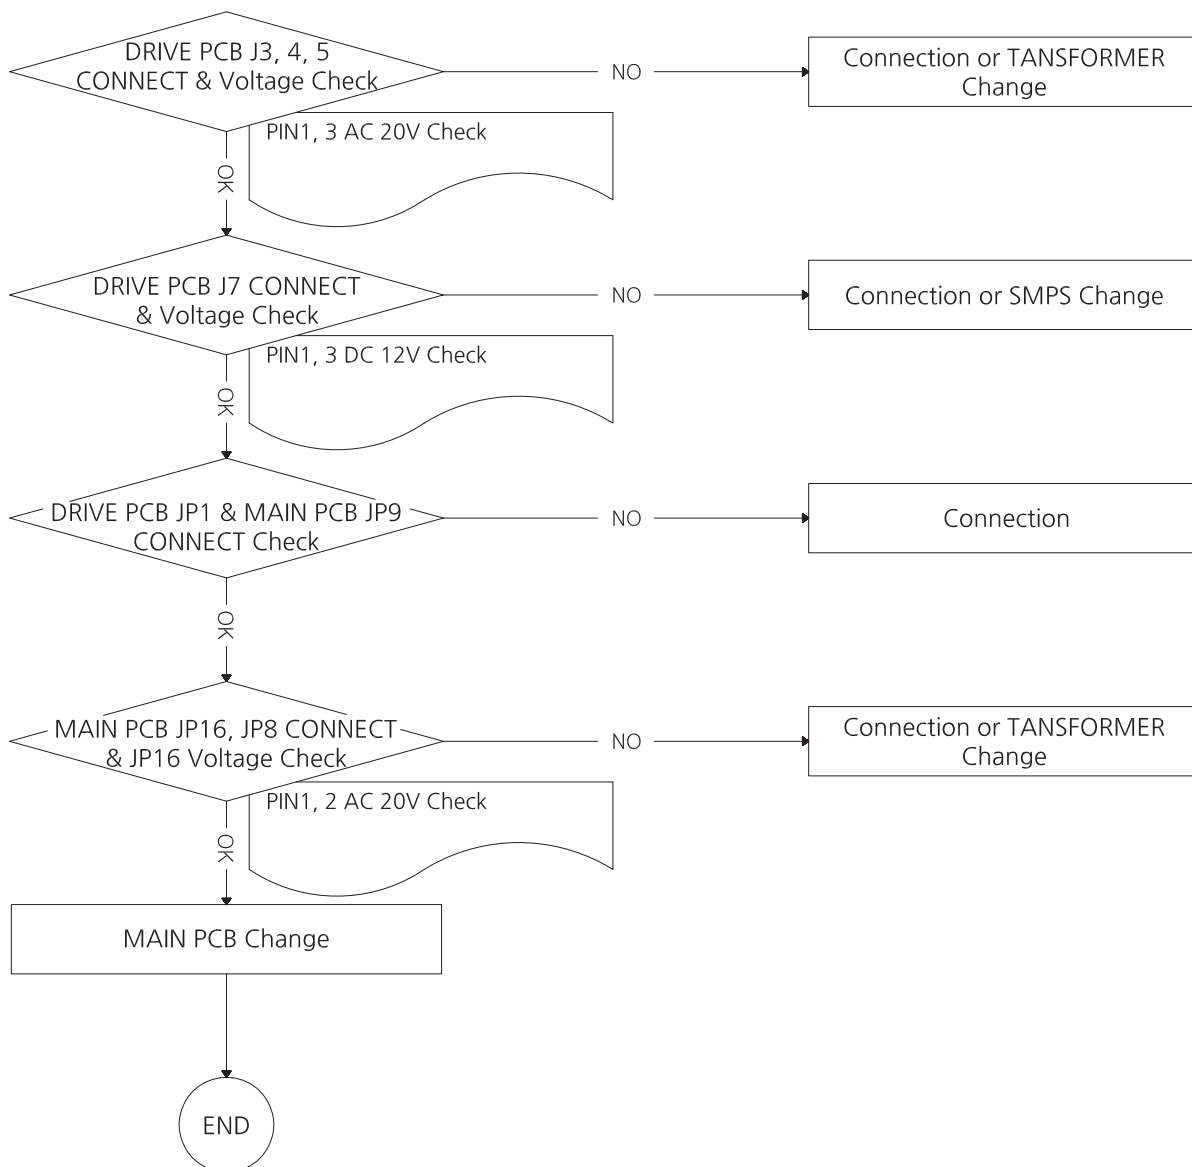 DRIVE PCB J3, 4, 5
CONNECT & Voltage Check
NO
Connection or TANSFORMER
Change
PIN1, 3 AC 20V Check
OK
DRIVE PCB J7 CONNECT
& Voltage Check
NO
Connection or SMPS Change
PIN1, 3 DC 12V Check
OK
DRIVE PCB JP1 & MAIN PCB JP9
CONNECT Check
NO
Connection
OK
MAIN PCB JP16, JP8 CONNECT
& JP16 Voltage Check
NO
Connection or TANSFORMER
Change
PIN1, 2 AC 20V Check
OK
MAIN PCB Change
END